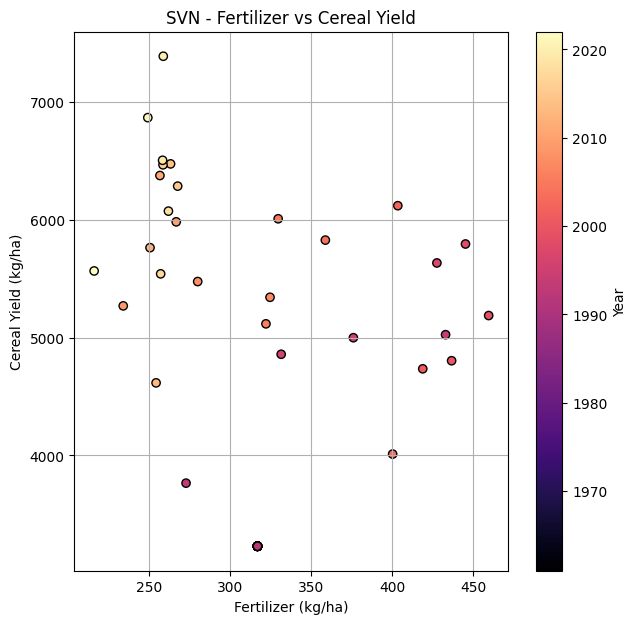 SVN - Fertilizer vs Cereal Yield
7000
6000
5000
4000
Cereal Yield (kg/ha)
250 300 350 400 450
Fertilizer (kg/ha)
2020
2010
2000
1990
1980
1970
Year